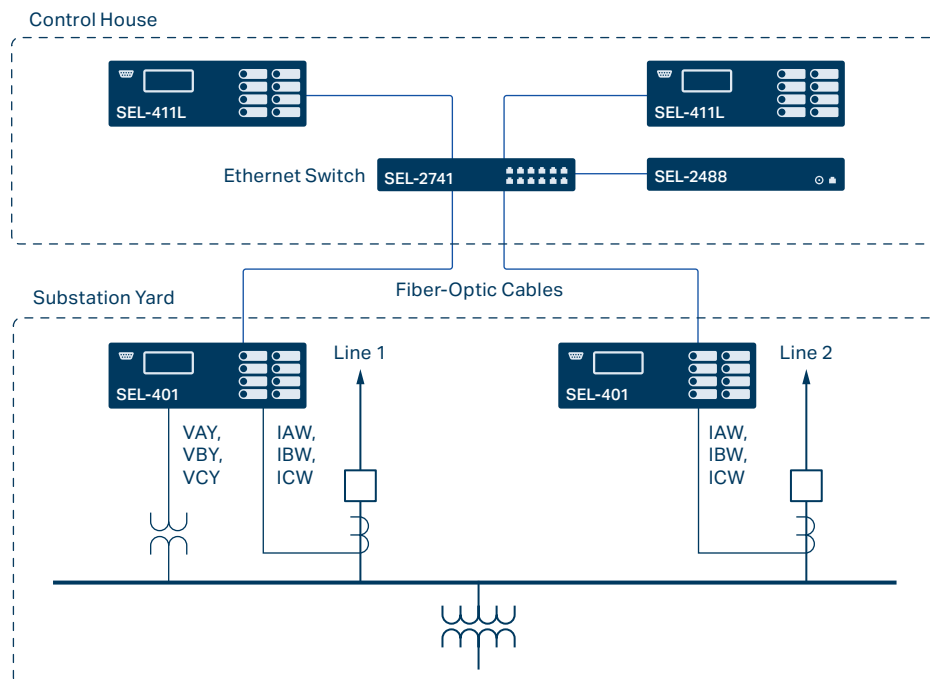 Control House
SEL-411L
SEL-411L
Ethernet Switch
SEL-2741
SEL-2488
Fiber-Optic Cables
Substation Yard
SEL-401
Line 1
SEL-401
Line 2
VAY,
VBY,
VCY
IAW,
IBW,
ICW
IAW,
IBW,
ICW